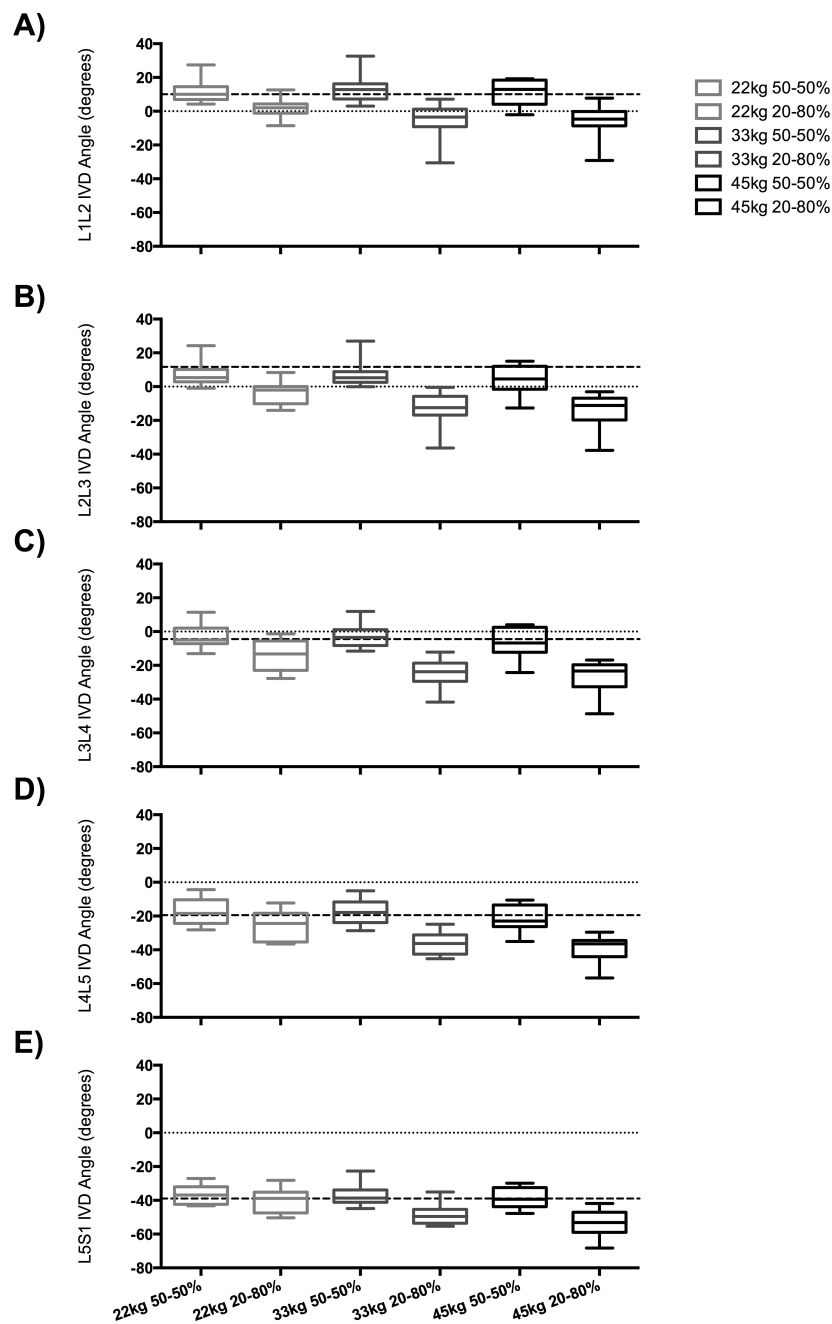 A)
L1L2 IVD Angle (degrees)
40
20
0
-20
-40
-60
-80
22kg 50-50%
22kg 20-80%
33kg 50-50%
33kg 20-80%
45kg 50-50%
45kg 20-80%
B)
L2L3 IVD Angle (degrees)
40
20
0
-20
-40
-60
-80
C)
L3L4 IVD Angle (degrees)
40
20
0
-20
-40
-60
-80
D)
L4L5 IVD Angle (degrees)
40
20
0
-20
-40
-60
-80
E)
L5S1 IVD Angle (degrees)
40
20
0
-20
-40
-60
-80
22kg 50-50%
22kg 20-80%
33kg 50-50%
33kg 20-80%
45kg 50-50%
45kg 20-80%